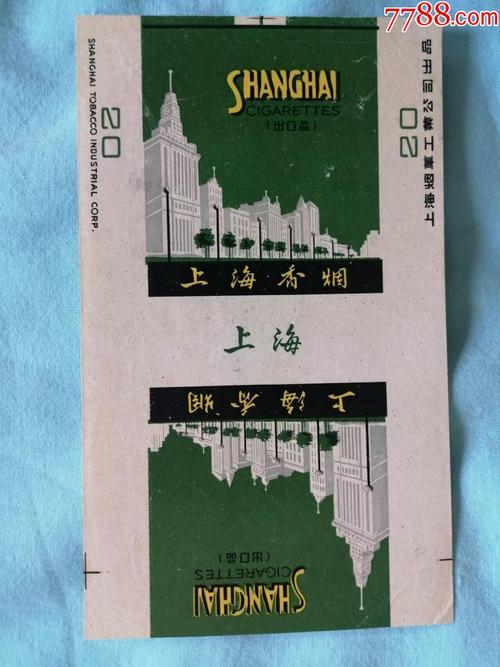 7788.com
SHANGHAI
CIGARETTES
(出口品)
上海香烟
上海
上海香烟
(出口品)
CIGARETTES
SHANGHAI
20
SHANGHAI TOBACCO INDUSTRIAL CORP.
20
上海烟草工业公司出品